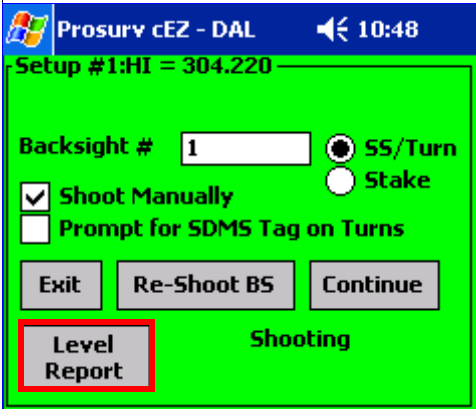 Prosurv cEZ - DAL 10:48
Setup #1:HI = 304.220
Backsight # 1 SS/Turn
Stake
Shoot Manually
Prompt for SDMS Tag on Turns
Exit Re-Shoot BS Continue
Level Report Shooting